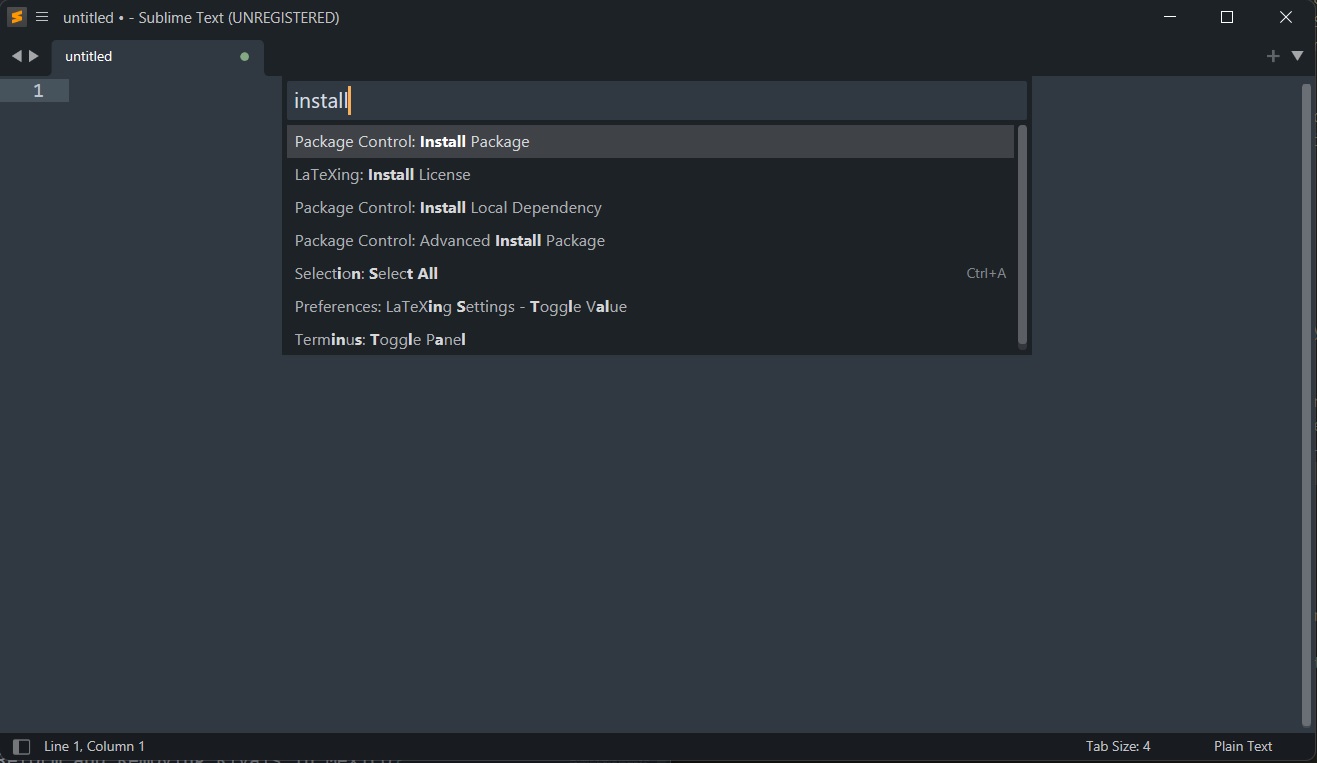 untitled • - Sublime Text (UNREGISTERED)
untitled
1
install
Package Control: Install Package
LaTeXing: Install License
Package Control: Install Local Dependency
Package Control: Advanced Install Package
Selection: Select All Ctrl+A
Preferences: LaTeXing Settings - Toggle Value
Terminus: Toggle Panel
Line 1, Column 1 Tab Size: 4 Plain Text